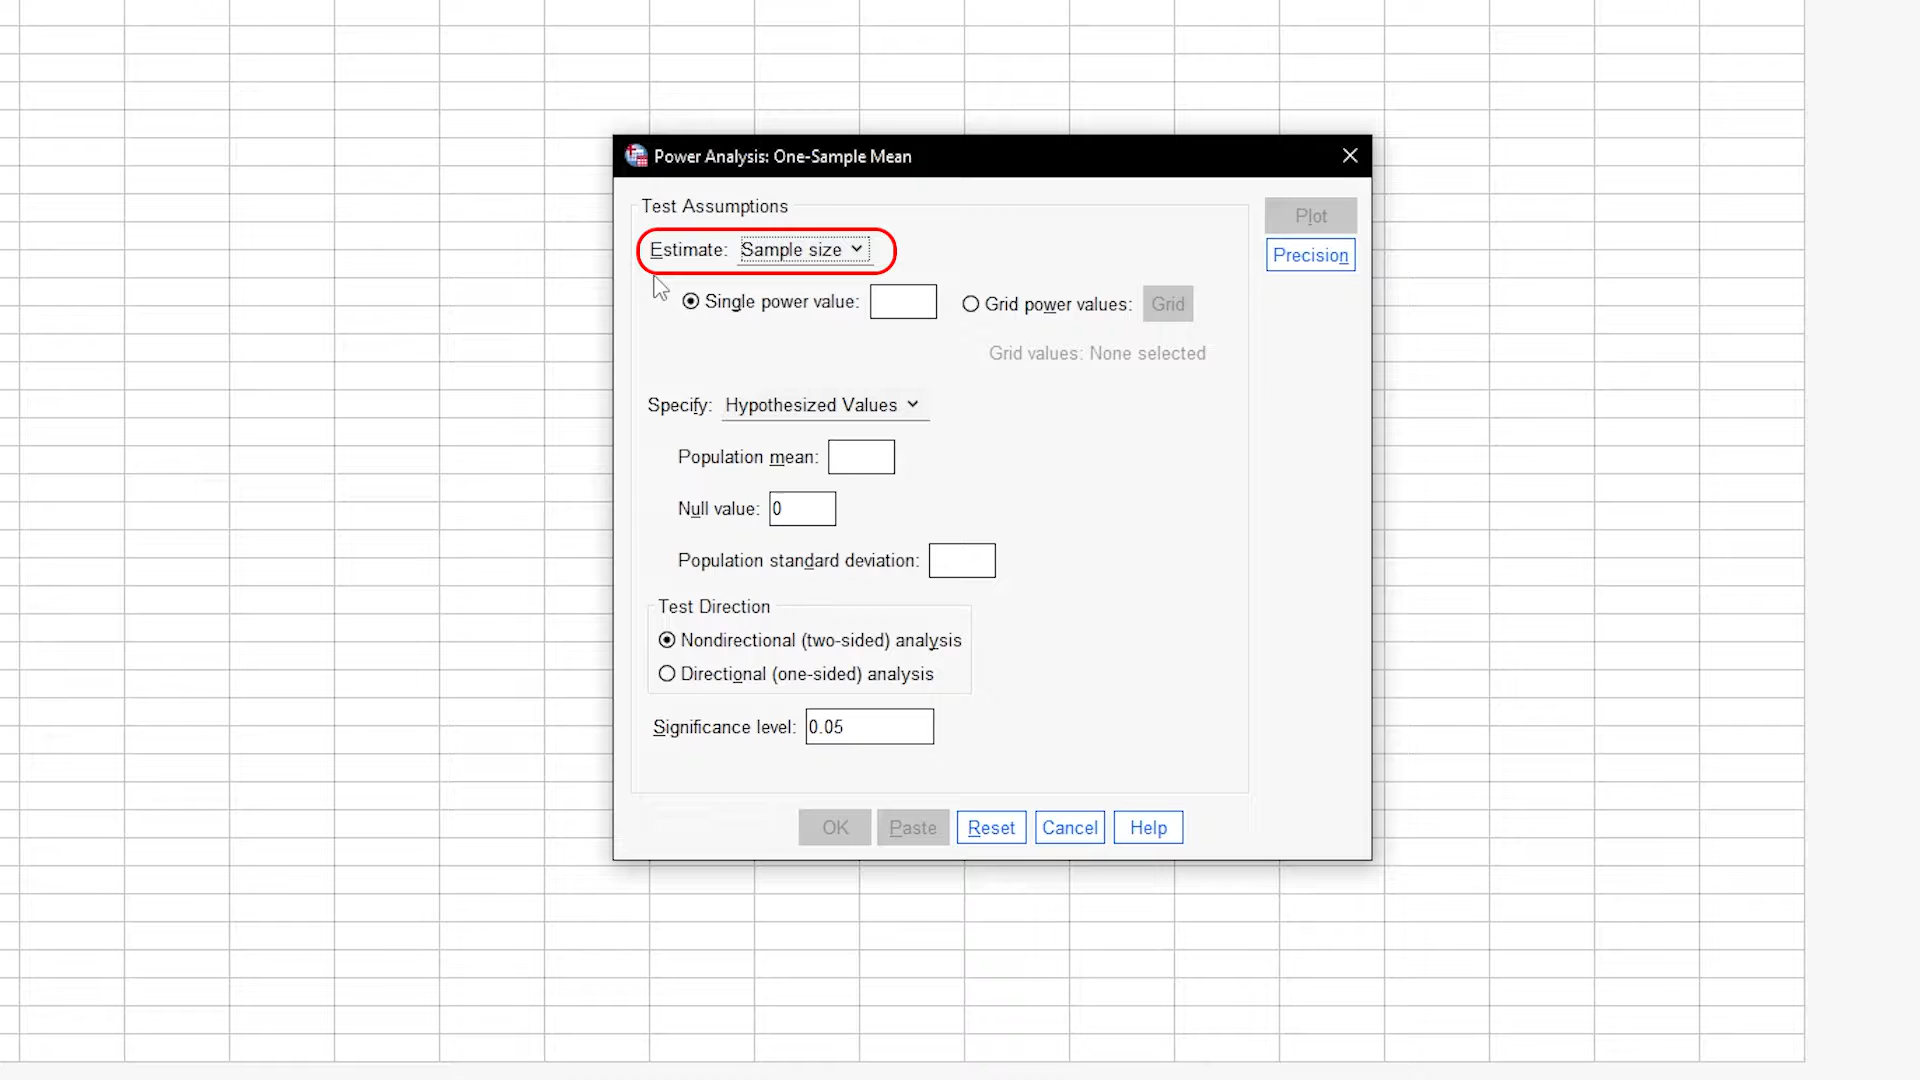 Power Analysis: One-Sample Mean
Test Assumptions
Plot
Estimate: Sample size
Precision
Single power value:
Grid power values: Grid
Grid values: None selected
Specify: Hypothesized Values
Population mean:
Null value: 0
Population standard deviation:
Test Direction
Nondirectional (two-sided) analysis
Directional (one-sided) analysis
Significance level: 0.05
OK Paste Reset Cancel Help